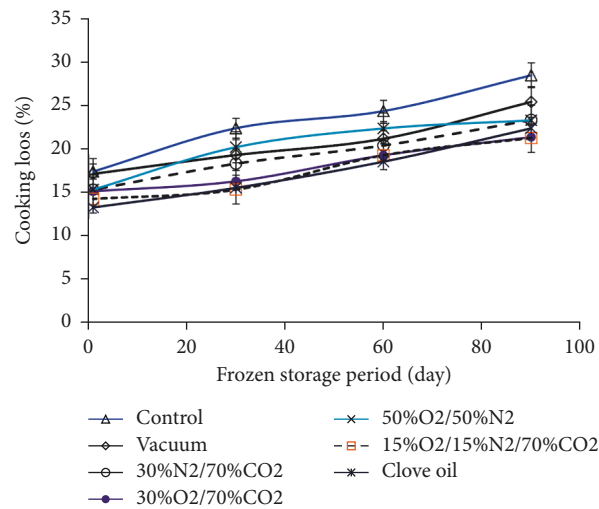 35
30
25
20
15
10
5
0
Cooking loos (%)
0 20 40 60 80 100
Frozen storage period (day)
Control
Vacuum
30%N2/70%CO2
30%O2/70%CO2
50%O2/50%N2
15%O2/15%N2/70%CO2
Clove oil